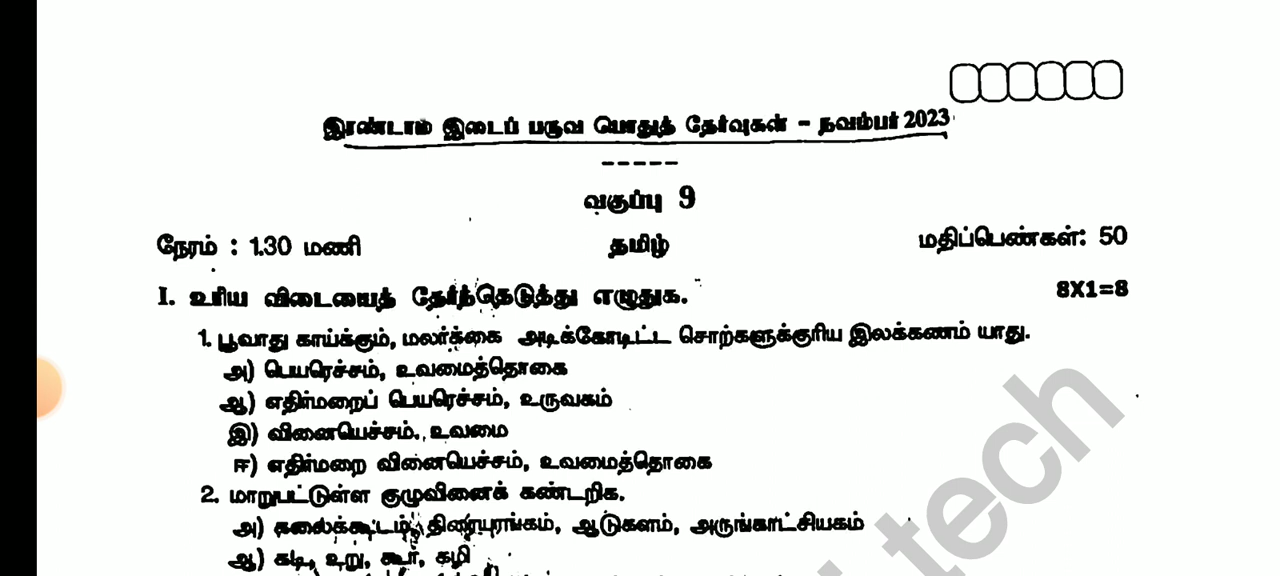 இரண்டாம் இடைப் பருவ பொதுத் தேர்வுகள் - நவம்பர் 2023
-----
வகுப்பு 9
நேரம் : 1.30 மணி தமிழ் மதிப்பெண்கள்: 50
I. உரிய விடையைத் தேர்ந்தெடுத்து எழுதுக. 8X1=8
1. பூவாது காய்க்கும், மலர்க்கை அடிக்கோடிட்ட சொற்களுக்குரிய இலக்கணம் யாது.
அ) பெயரெச்சம், உவமைத்தொகை
ஆ) எதிர்மறைப் பெயரெச்சம், உருவகம்
இ) வினையெச்சம், உவமை
ஈ) எதிர்மறை வினையெச்சம், உவமைத்தொகை
2. மாறுபட்டுள்ள குழுவினைக் கண்டறிக.
அ) கலைக்கூடம், திரையரங்கம், ஆடுகளம், அருங்காட்சியகம்
ஆ) கடி, உறு, கூர், கழி
tech